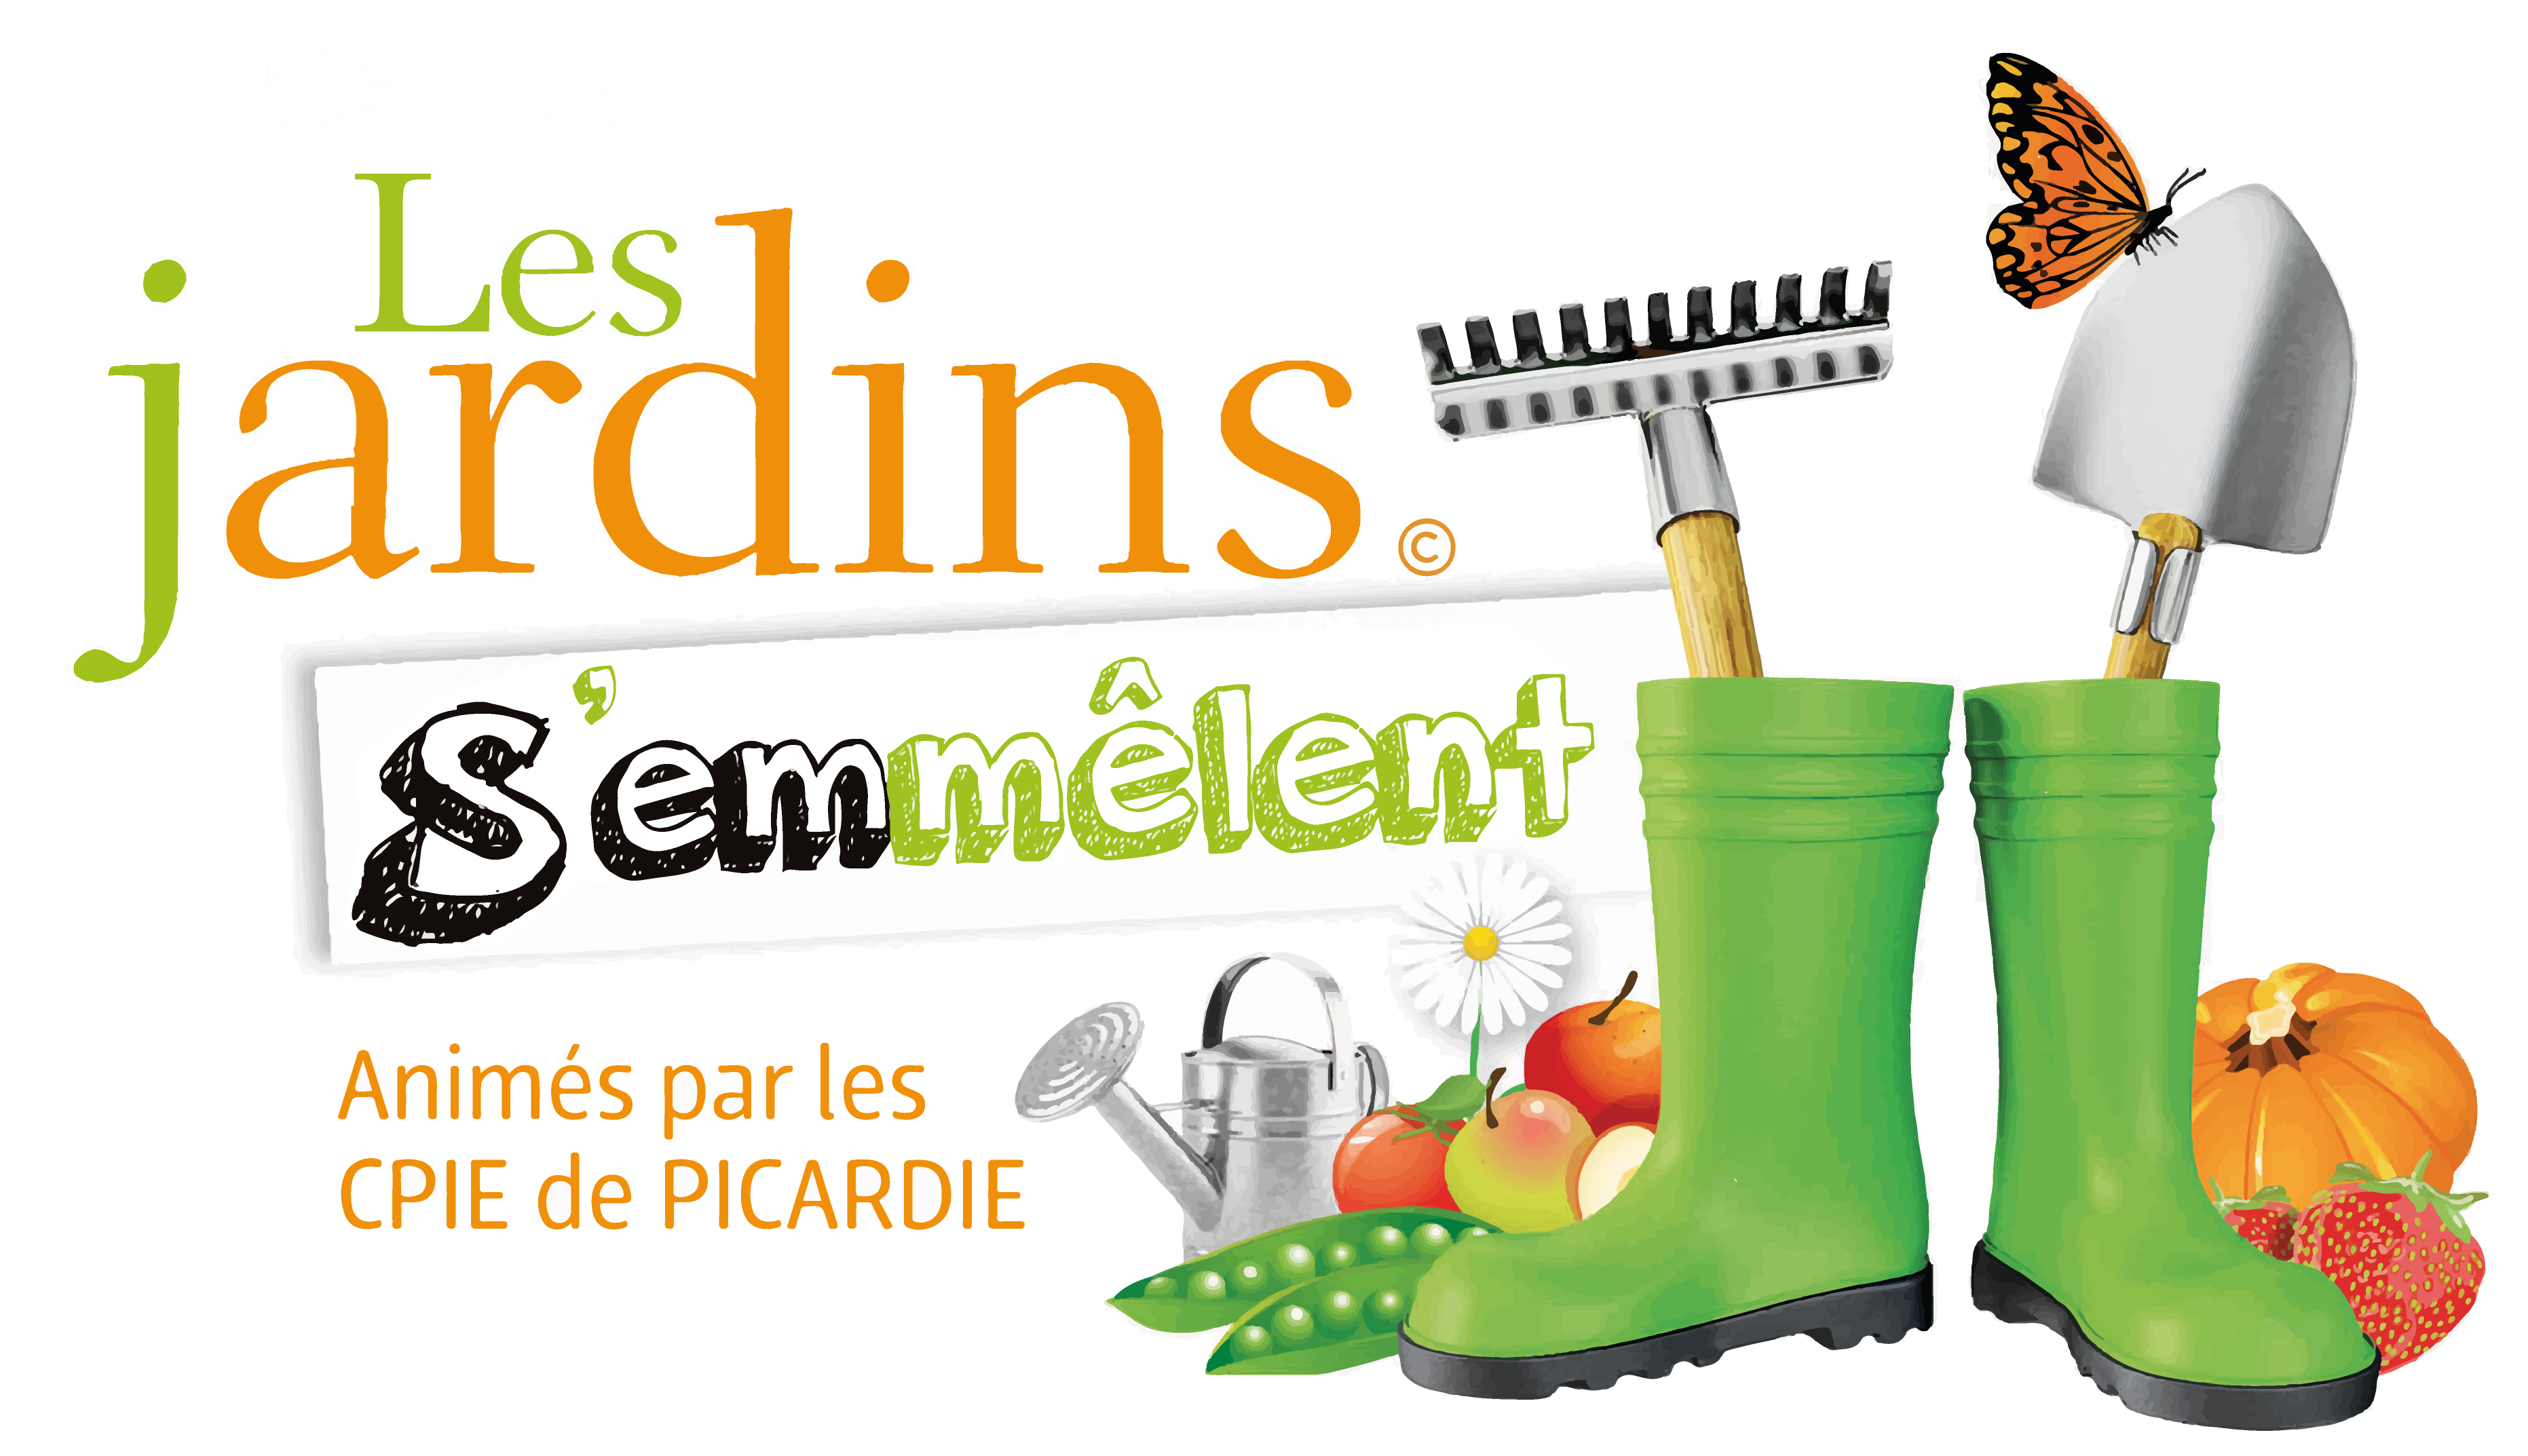 Les
jardins ©
S'emmêlent
Animés par les
CPIE de PICARDIE